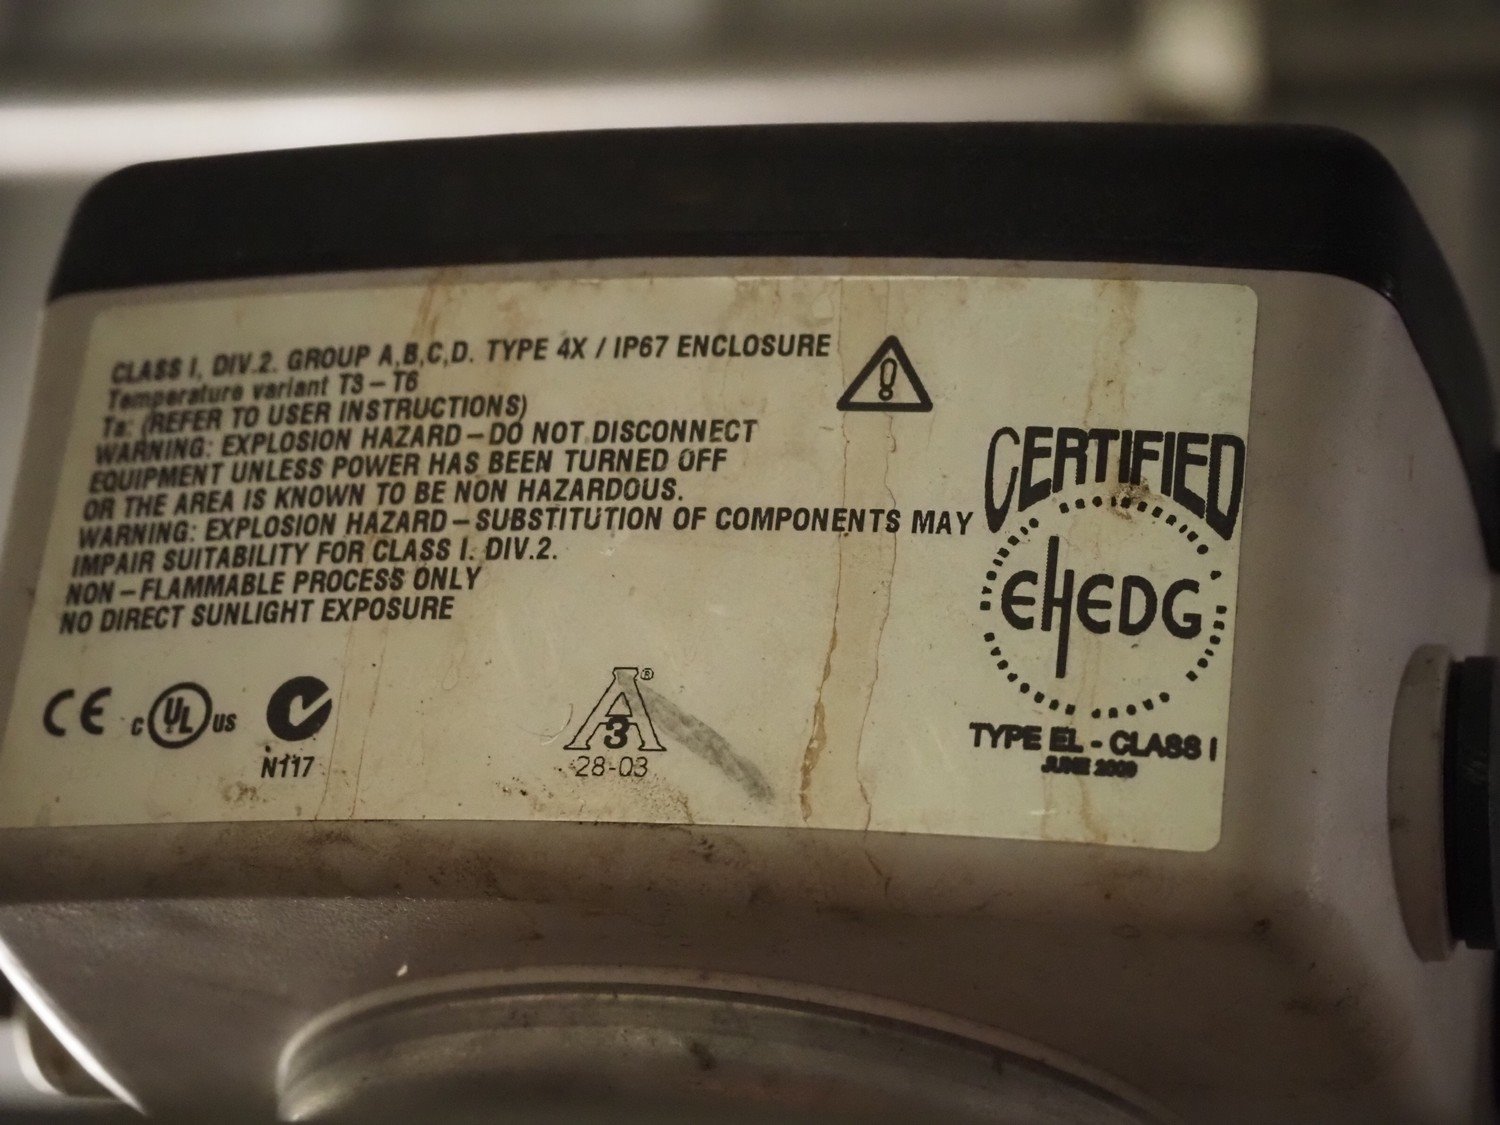 CLASS I, DIV.2. GROUP A,B,C,D. TYPE 4X / IP67 ENCLOSURE
Temperature variant T3 – T6
Ta: (REFER TO USER INSTRUCTIONS)
WARNING: EXPLOSION HAZARD – DO NOT DISCONNECT
EQUIPMENT UNLESS POWER HAS BEEN TURNED OFF
OR THE AREA IS KNOWN TO BE NON HAZARDOUS.
WARNING: EXPLOSION HAZARD – SUBSTITUTION OF COMPONENTS MAY
IMPAIR SUITABILITY FOR CLASS I. DIV.2.
NON – FLAMMABLE PROCESS ONLY
NO DIRECT SUNLIGHT EXPOSURE
CE
c UL US
N117
A ®
3
28-03
CERTIFIED
EHEDG
TYPE EL - CLASS I
JUNE 2009